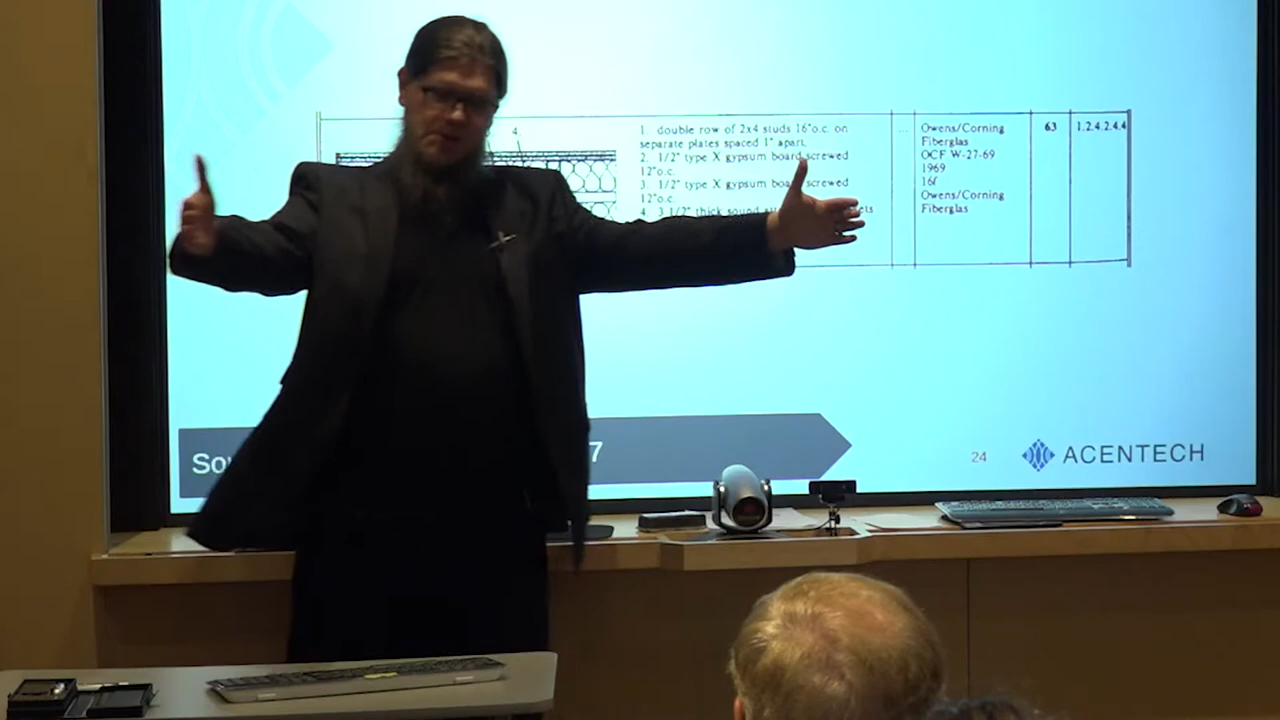 4.
1. double row of 2x4 studs 16"o.c. on
separate plates spaced 1" apart.
2. 1/2" type X gypsum board screwed
12"o.c.
3. 1/2" type X gypsum board screwed
12"o.c.
4. 3 1/2" thick sound
...
Owens/Corning
Fiberglas
OCF W-27-69
1969
16f
Owens/Corning
Fiberglas
63
1.2.4.2.4.4
7
24
ACENTECH